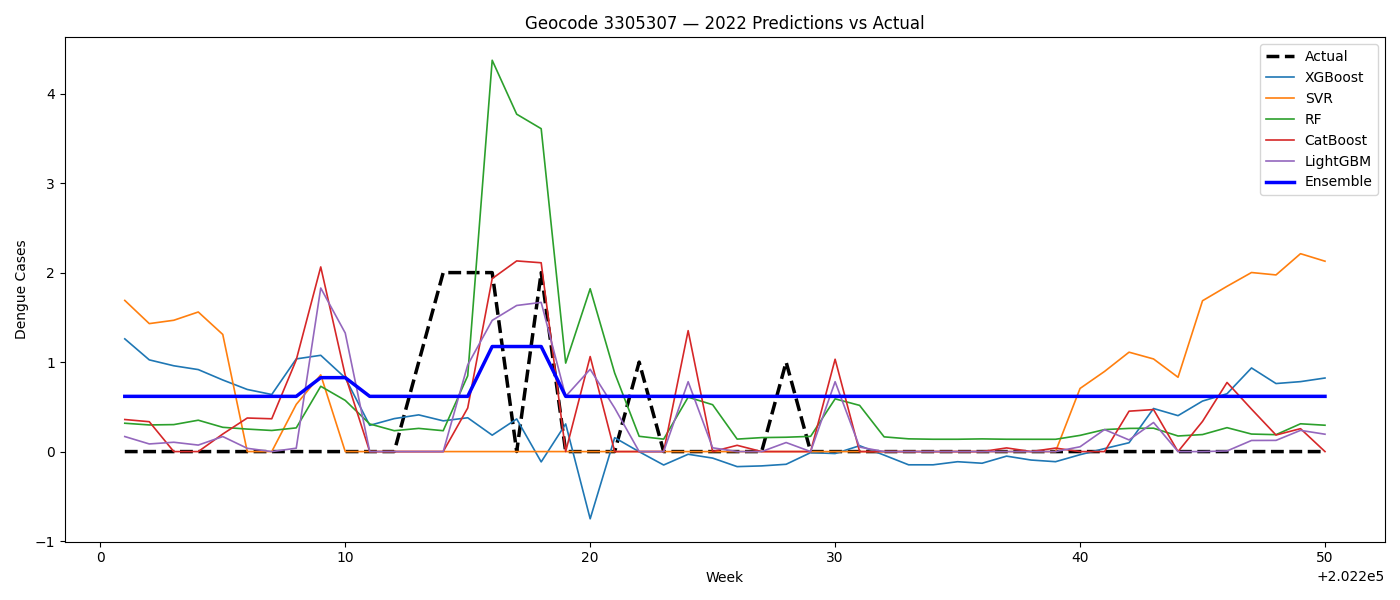 Geocode 3305307 — 2022 Predictions vs Actual
Dengue Cases
4
3
2
1
0
−1
Actual
XGBoost
SVR
RF
CatBoost
LightGBM
Ensemble
0 10 20 30 40 50
Week
+2.022e5